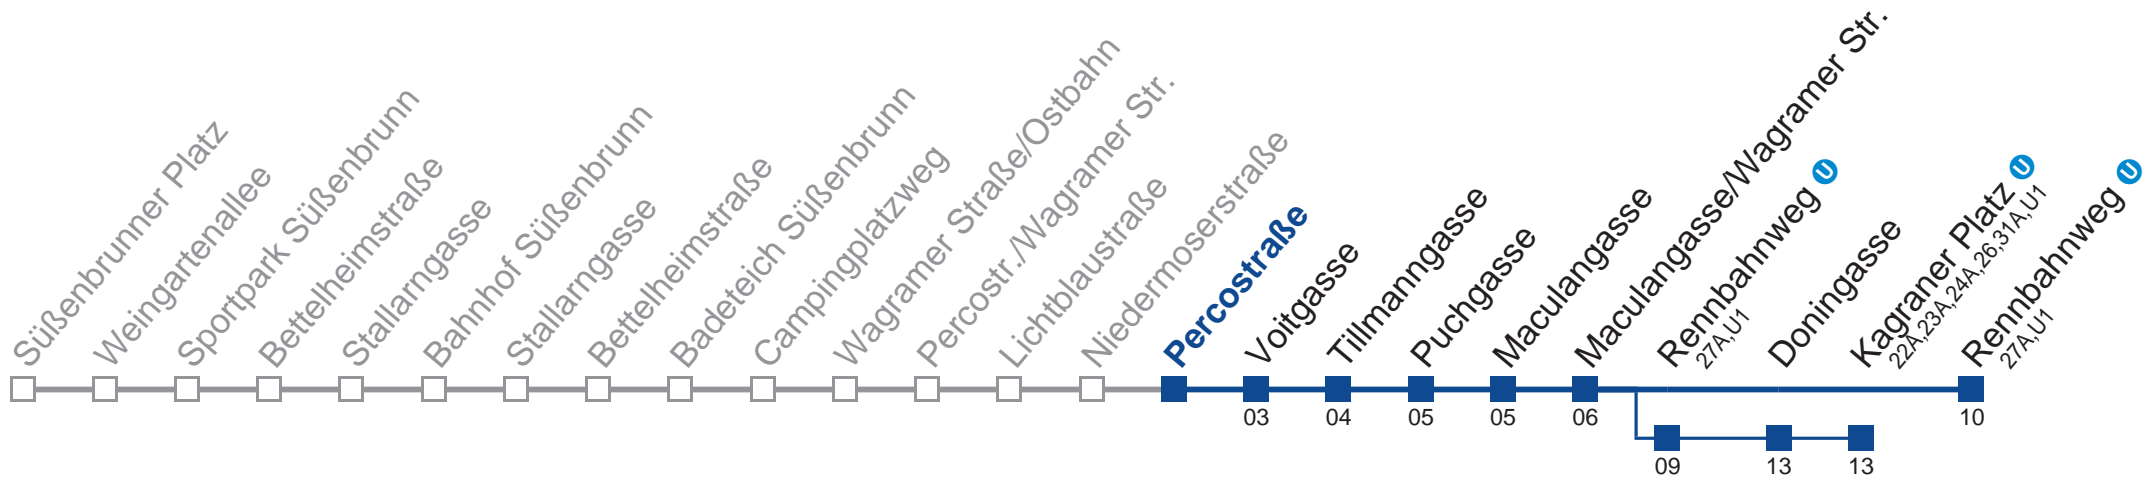 Süßenbrunner Platz
Weingartenallee
Sportpark Süßenbrunn
Bettelheimstraße
Stallarngasse
Bahnhof Süßenbrunn
Stallarngasse
Bettelheimstraße
Badeteich Süßenbrunn
Campingplatzweg
Wagramer Straße/Ostbahn
Percostr./Wagramer Str.
Lichtblaustraße
Niedermoserstraße
Percostraße
Voitgasse
Tillmanngasse
Puchgasse
Maculangasse
Maculangasse/Wagramer Str.
Rennbahnweg U
27A,U1
Doningasse
Kagraner Platz U
22A,23A,24A,26,31A,U1
Rennbahnweg U
27A,U1
03 04 05 05 06 10
09 13 13